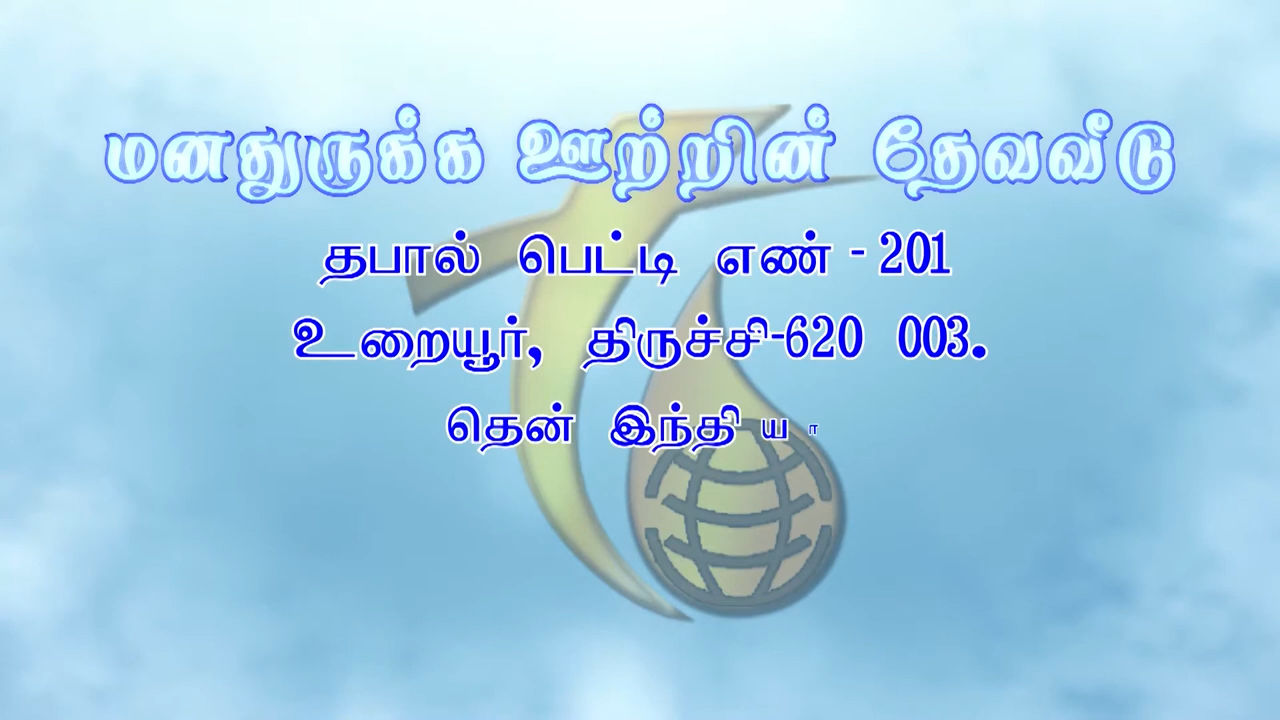 மனதுருக்க ஊற்றின் தேவவீடு
தபால் பெட்டி எண் - 201
உறையூர், திருச்சி-620 003.
தென் இந்தியா